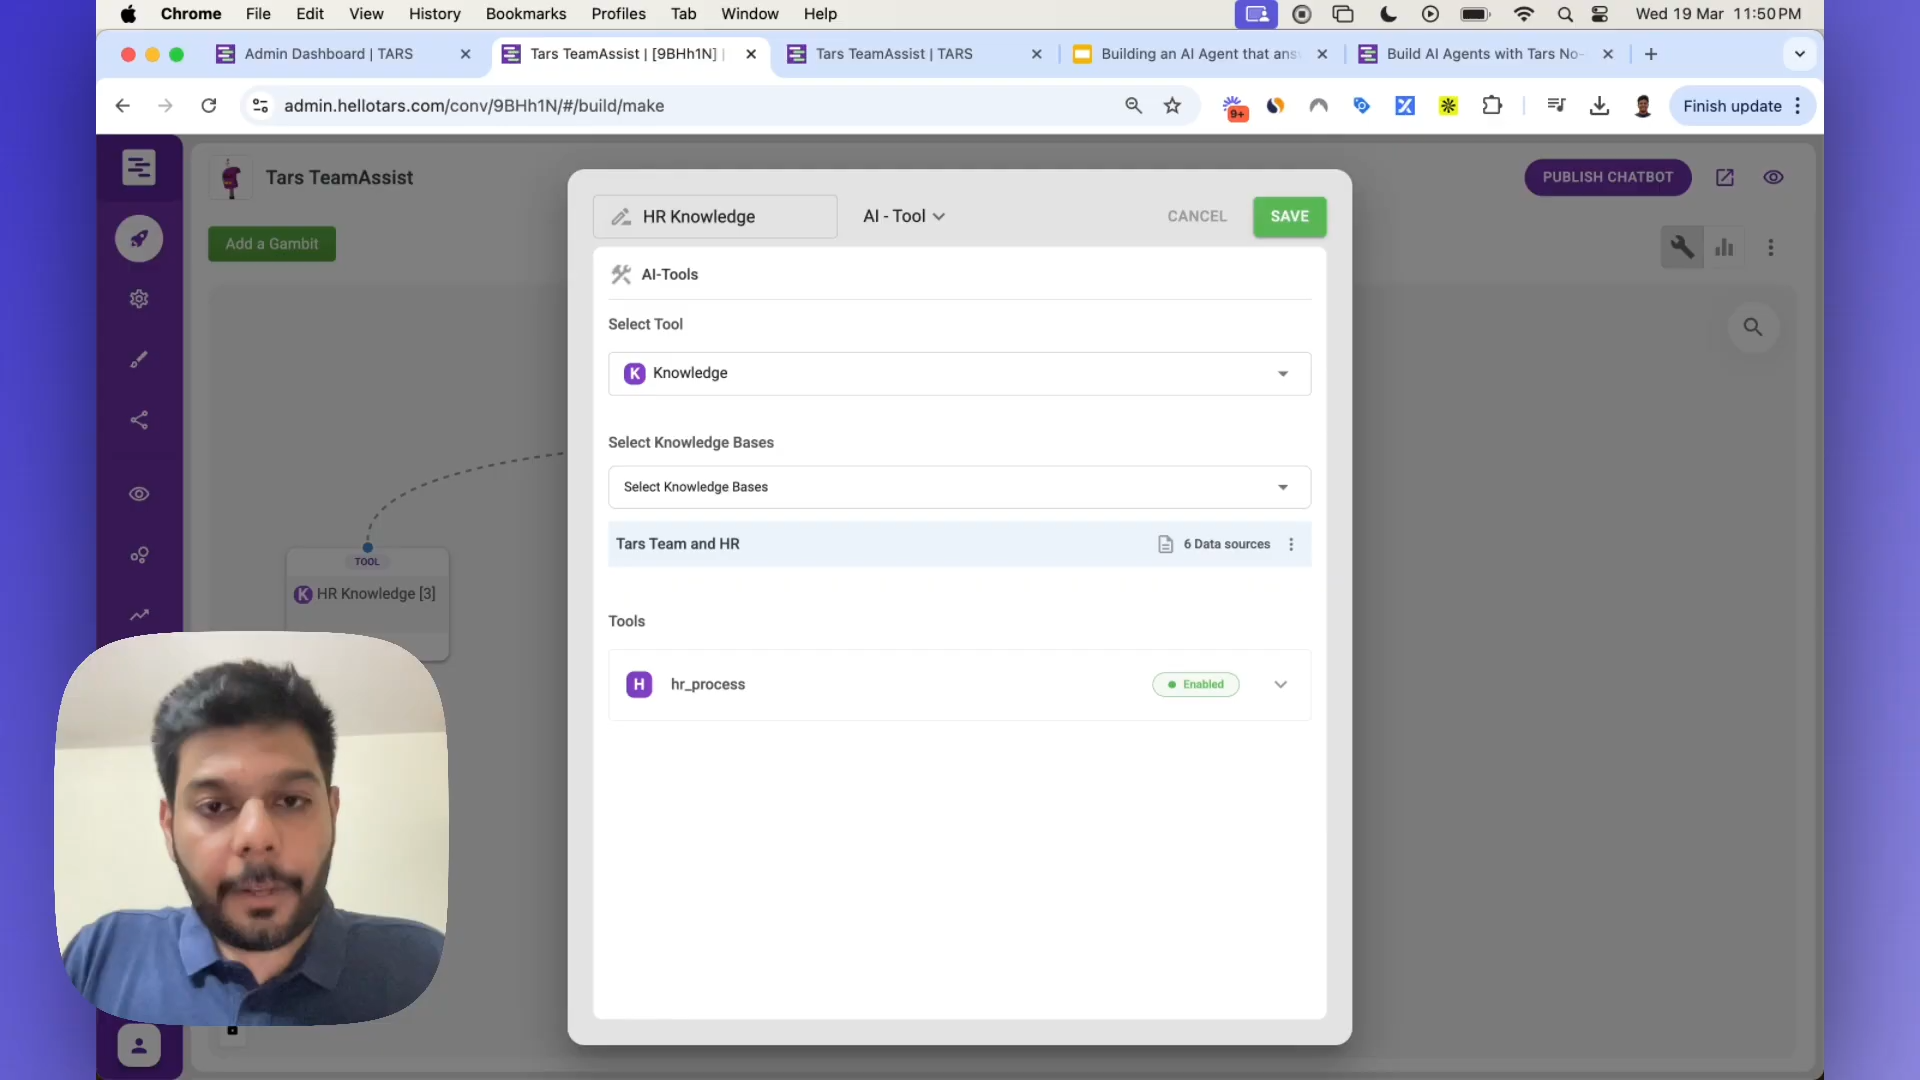 Chrome File Edit View History Bookmarks Profiles Tab Window Help Wed 19 Mar 11:50 PM
Admin Dashboard | TARS Tars TeamAssist | [9BHh1N] | Tars TeamAssist | TARS Building an AI Agent that ans Build AI Agents with Tars No-
admin.hellotars.com/conv/9BHh1N/#/build/make 9+ Finish update
Tars TeamAssist PUBLISH CHATBOT
HR Knowledge AI - Tool CANCEL SAVE
Add a Gambit
AI-Tools
Select Tool
K Knowledge
Select Knowledge Bases
Select Knowledge Bases
Tars Team and HR 6 Data sources
TOOL
K HR Knowledge [3]
Tools
H hr_process Enabled